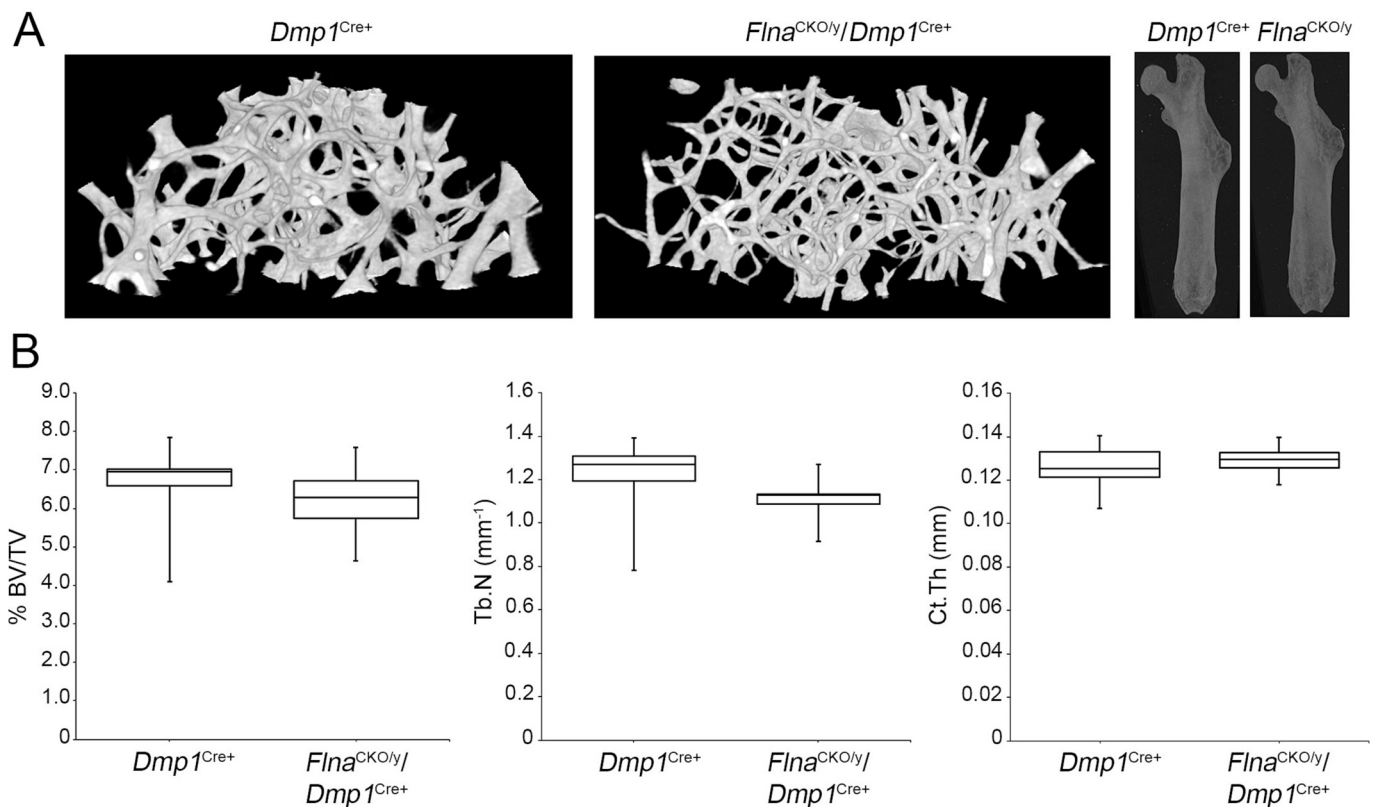 A
Dmp1Cre+
FlnaCKO/y/Dmp1Cre+
Dmp1Cre+ FlnaCKO/y
B
% BV/TV
9.0
8.0
7.0
6.0
5.0
4.0
3.0
2.0
1.0
0
Dmp1Cre+
FlnaCKO/y/
Dmp1Cre+
Tb.N (mm-1)
1.6
1.4
1.2
1.0
0.8
0.6
0.4
0.2
0
Dmp1Cre+
FlnaCKO/y/
Dmp1Cre+
Ct.Th (mm)
0.16
0.14
0.12
0.10
0.08
0.06
0.04
0.02
0
Dmp1Cre+
FlnaCKO/y/
Dmp1Cre+